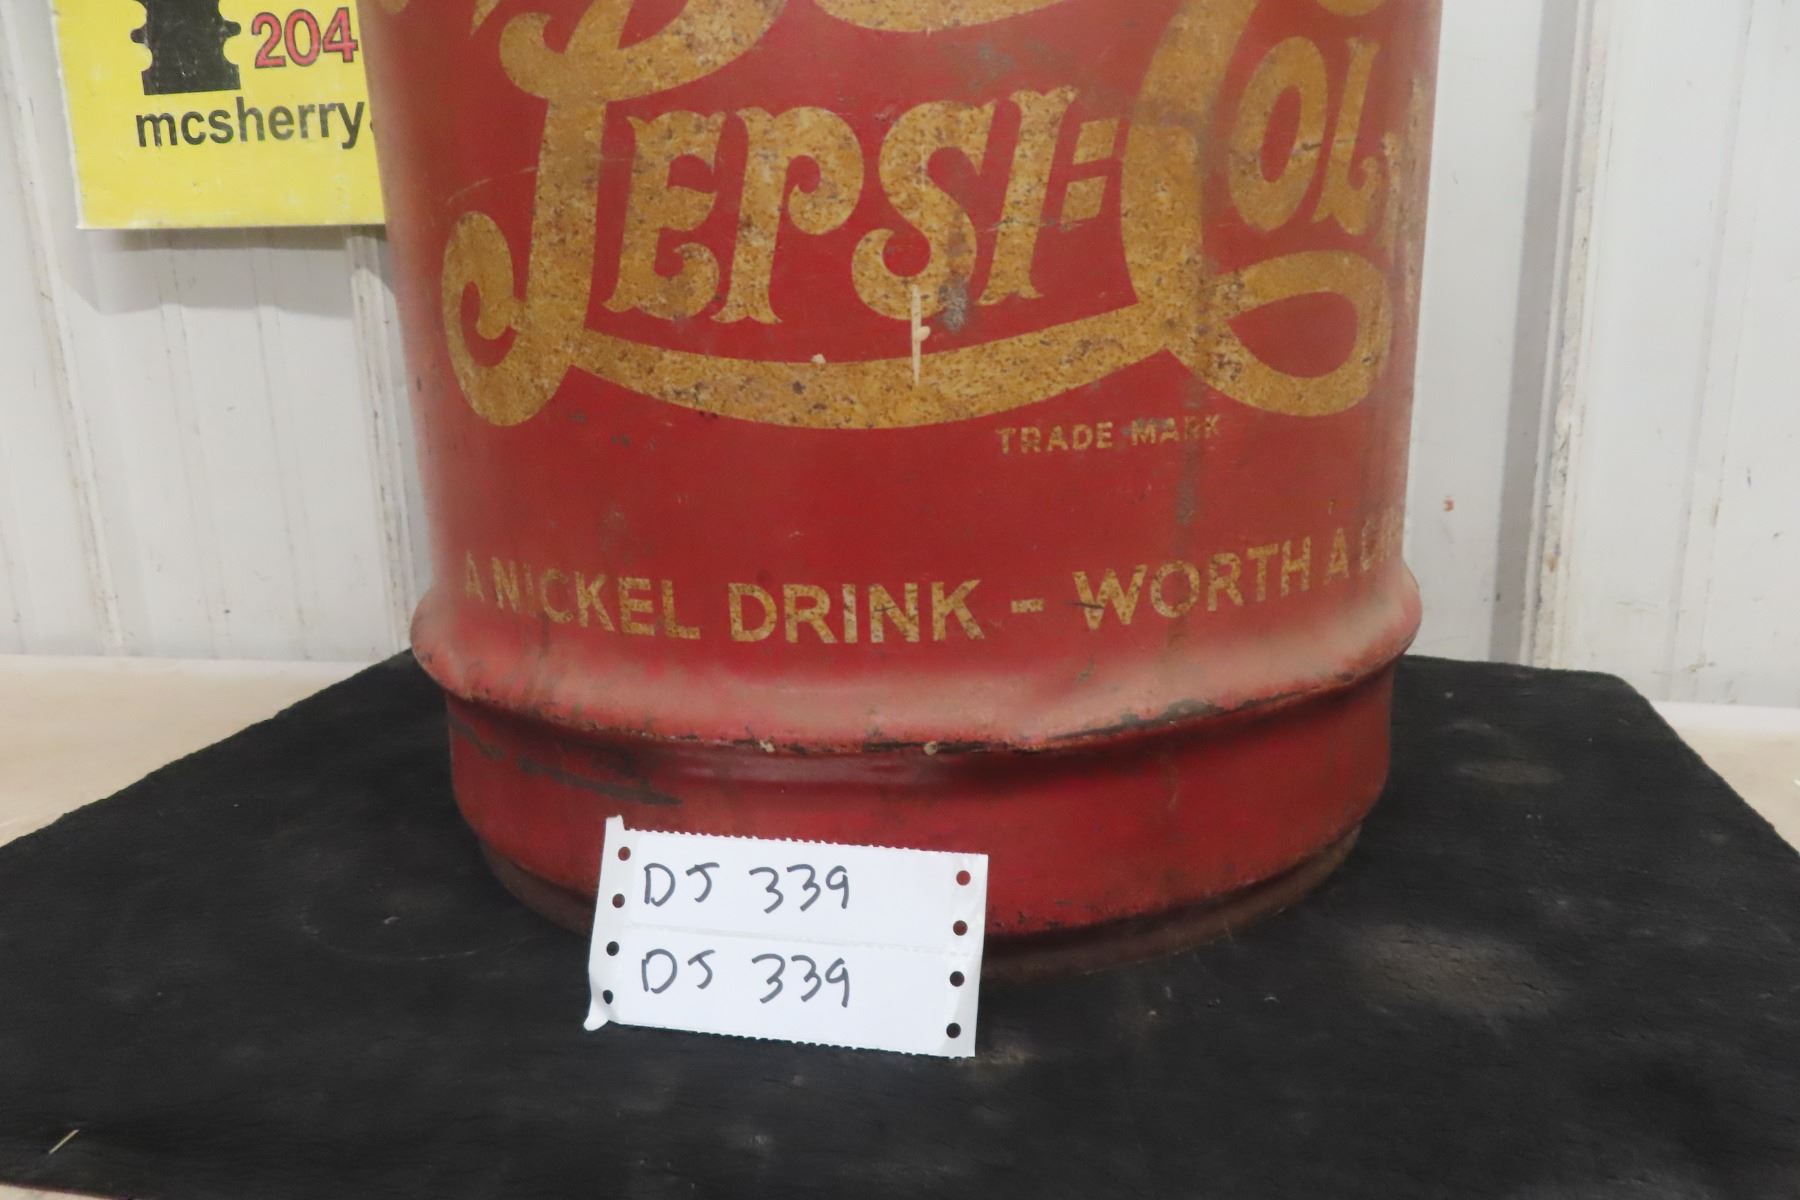 204
mcsherry
PEPSI=COL
TRADE MARK
A NICKEL DRINK - WORTH A
DJ 339
DJ 339